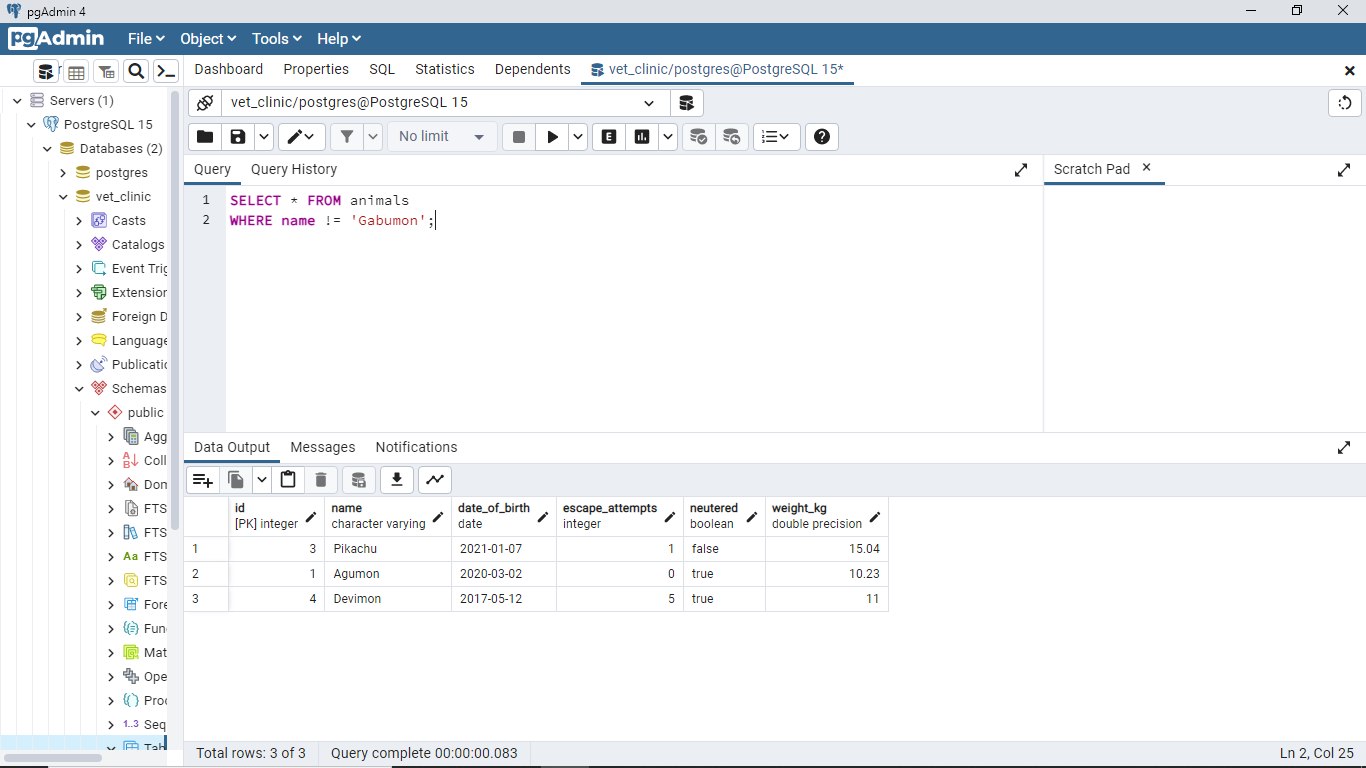 pgAdmin 4
pgAdmin File Object Tools Help
Dashboard Properties SQL Statistics Dependents vet_clinic/postgres@PostgreSQL 15*
Servers (1)
PostgreSQL 15
Databases (2)
postgres
vet_clinic
Casts
Catalogs
Event Trig
Extension
Foreign D
Language
Publicatio
Schemas
public
Agg
Coll
Dom
FTS
FTS
Aa FTS
FTS
Fore
Fun
Mat
Ope
Proc
1..3 Seq
Tab
vet_clinic/postgres@PostgreSQL 15
No limit E
Query Query History
Scratch Pad
1 SELECT * FROM animals
2 WHERE name != 'Gabumon';
Data Output Messages Notifications
id name date_of_birth escape_attempts neutered weight_kg
[PK] integer character varying date integer boolean double precision
1 3 Pikachu 2021-01-07 1 false 15.04
2 1 Agumon 2020-03-02 0 true 10.23
3 4 Devimon 2017-05-12 5 true 11
Total rows: 3 of 3 Query complete 00:00:00.083 Ln 2, Col 25